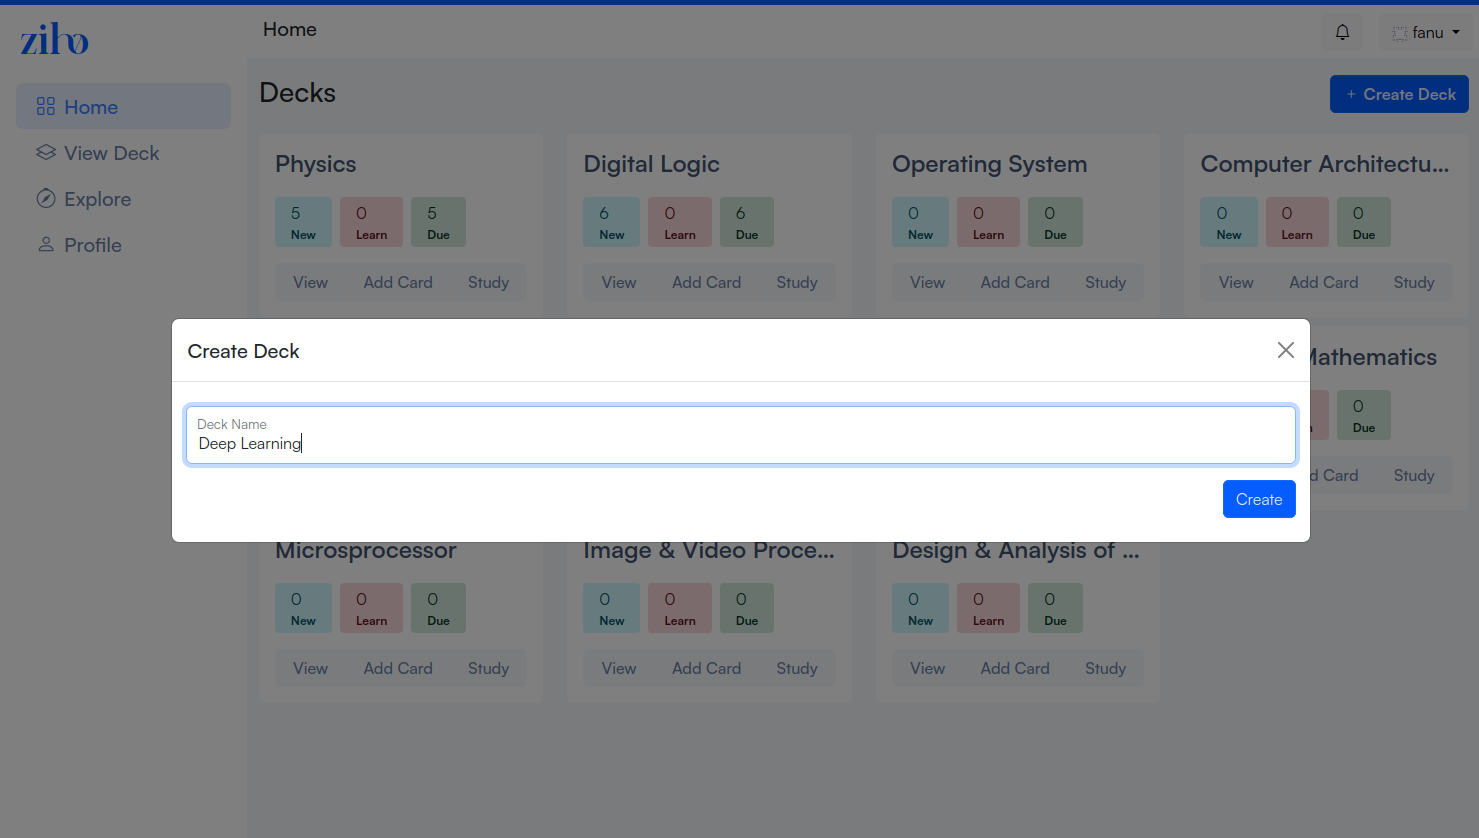 ziho
Home
fanu
Home
View Deck
Explore
Profile
Decks
+ Create Deck
Physics
5 New
0 Learn
5 Due
View Add Card Study
Digital Logic
6 New
0 Learn
6 Due
View Add Card Study
Operating System
0 New
0 Learn
0 Due
View Add Card Study
Computer Architectu...
0 New
0 Learn
0 Due
View Add Card Study
Create Deck
Deck Name
Deep Learning
Create
Mathematics
0 Due
Card Study
Microsprocessor
0 New
0 Learn
0 Due
View Add Card Study
Image & Video Proce...
0 New
0 Learn
0 Due
View Add Card Study
Design & Analysis of ...
0 New
0 Learn
0 Due
View Add Card Study